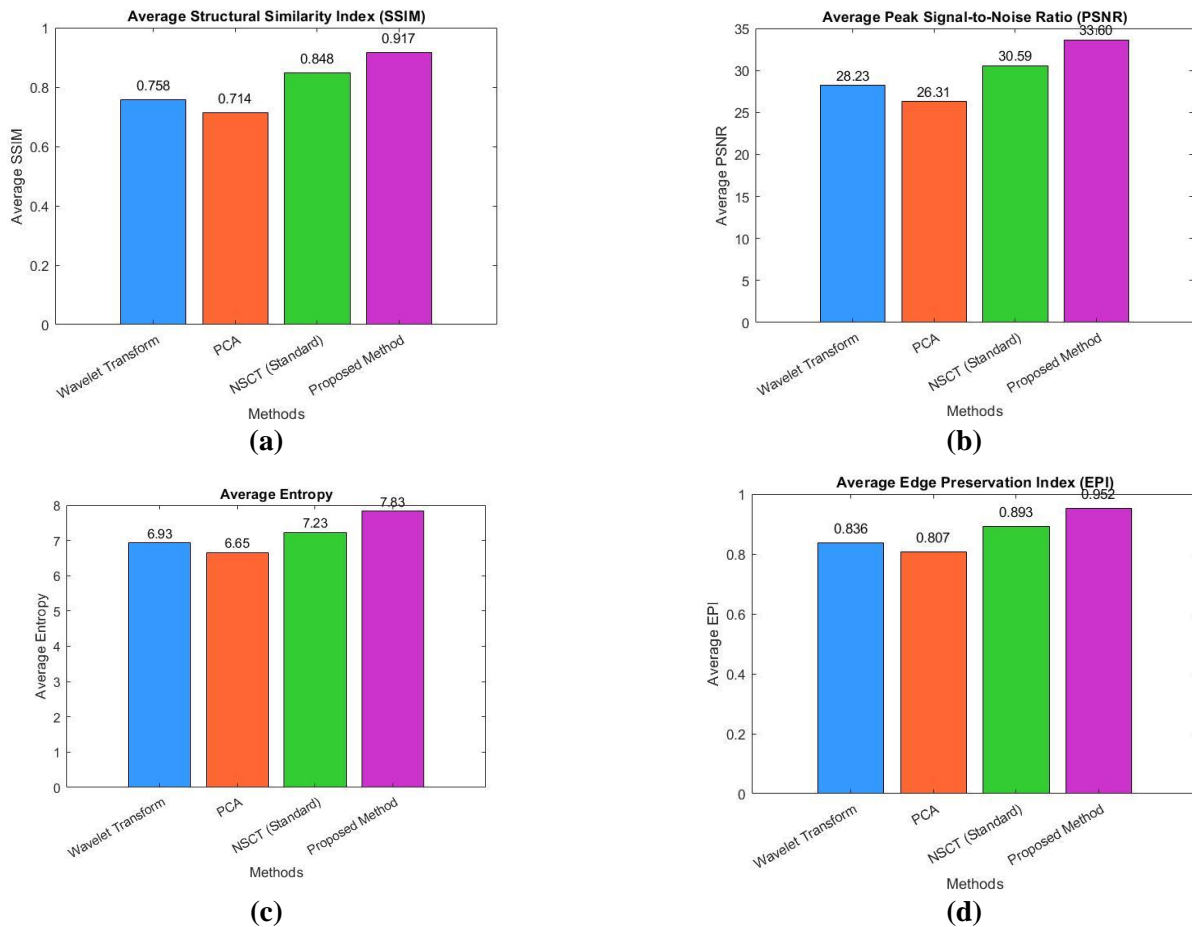 Average Structural Similarity Index (SSIM)
1
0.8
0.6
0.4
0.2
0
Average SSIM
0.758
0.714
0.848
0.917
Wavelet Transform
PCA
NSCT (Standard)
Proposed Method
Methods
(a)
Average Peak Signal-to-Noise Ratio (PSNR)
35
30
25
20
15
10
5
0
Average PSNR
28.23
26.31
30.59
33.60
Wavelet Transform
PCA
NSCT (Standard)
Proposed Method
Methods
(b)
Average Entropy
8
7
6
5
4
3
2
1
0
Average Entropy
6.93
6.65
7.23
7.83
Wavelet Transform
PCA
NSCT (Standard)
Proposed Method
Methods
(c)
Average Edge Preservation Index (EPI)
1
0.8
0.6
0.4
0.2
0
Average EPI
0.836
0.807
0.893
0.952
Wavelet Transform
PCA
NSCT (Standard)
Proposed Method
Methods
(d)